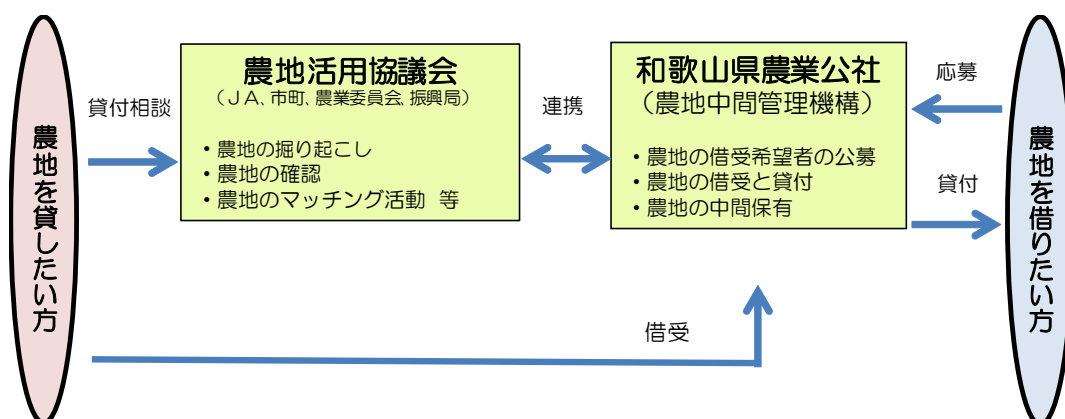 農地を貸したい方
貸付相談
農地活用協議会
（ＪＡ、市町、農業委員会、振興局）
・農地の掘り起こし
・農地の確認
・農地のマッチング活動 等
連携
和歌山県農業公社
（農地中間管理機構）
・農地の借受希望者の公募
・農地の借受と貸付
・農地の中間保有
応募
貸付
農地を借りたい方
借受